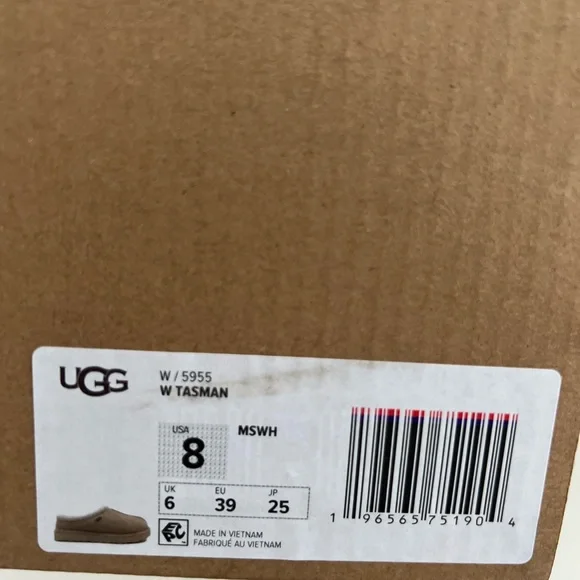 UGG
W / 5955
W TASMAN
USA
8
MSWH
UK EU JP
6 39 25
MADE IN VIETNAM
FABRIQUÉ AU VIETNAM
1 96565 75190 4